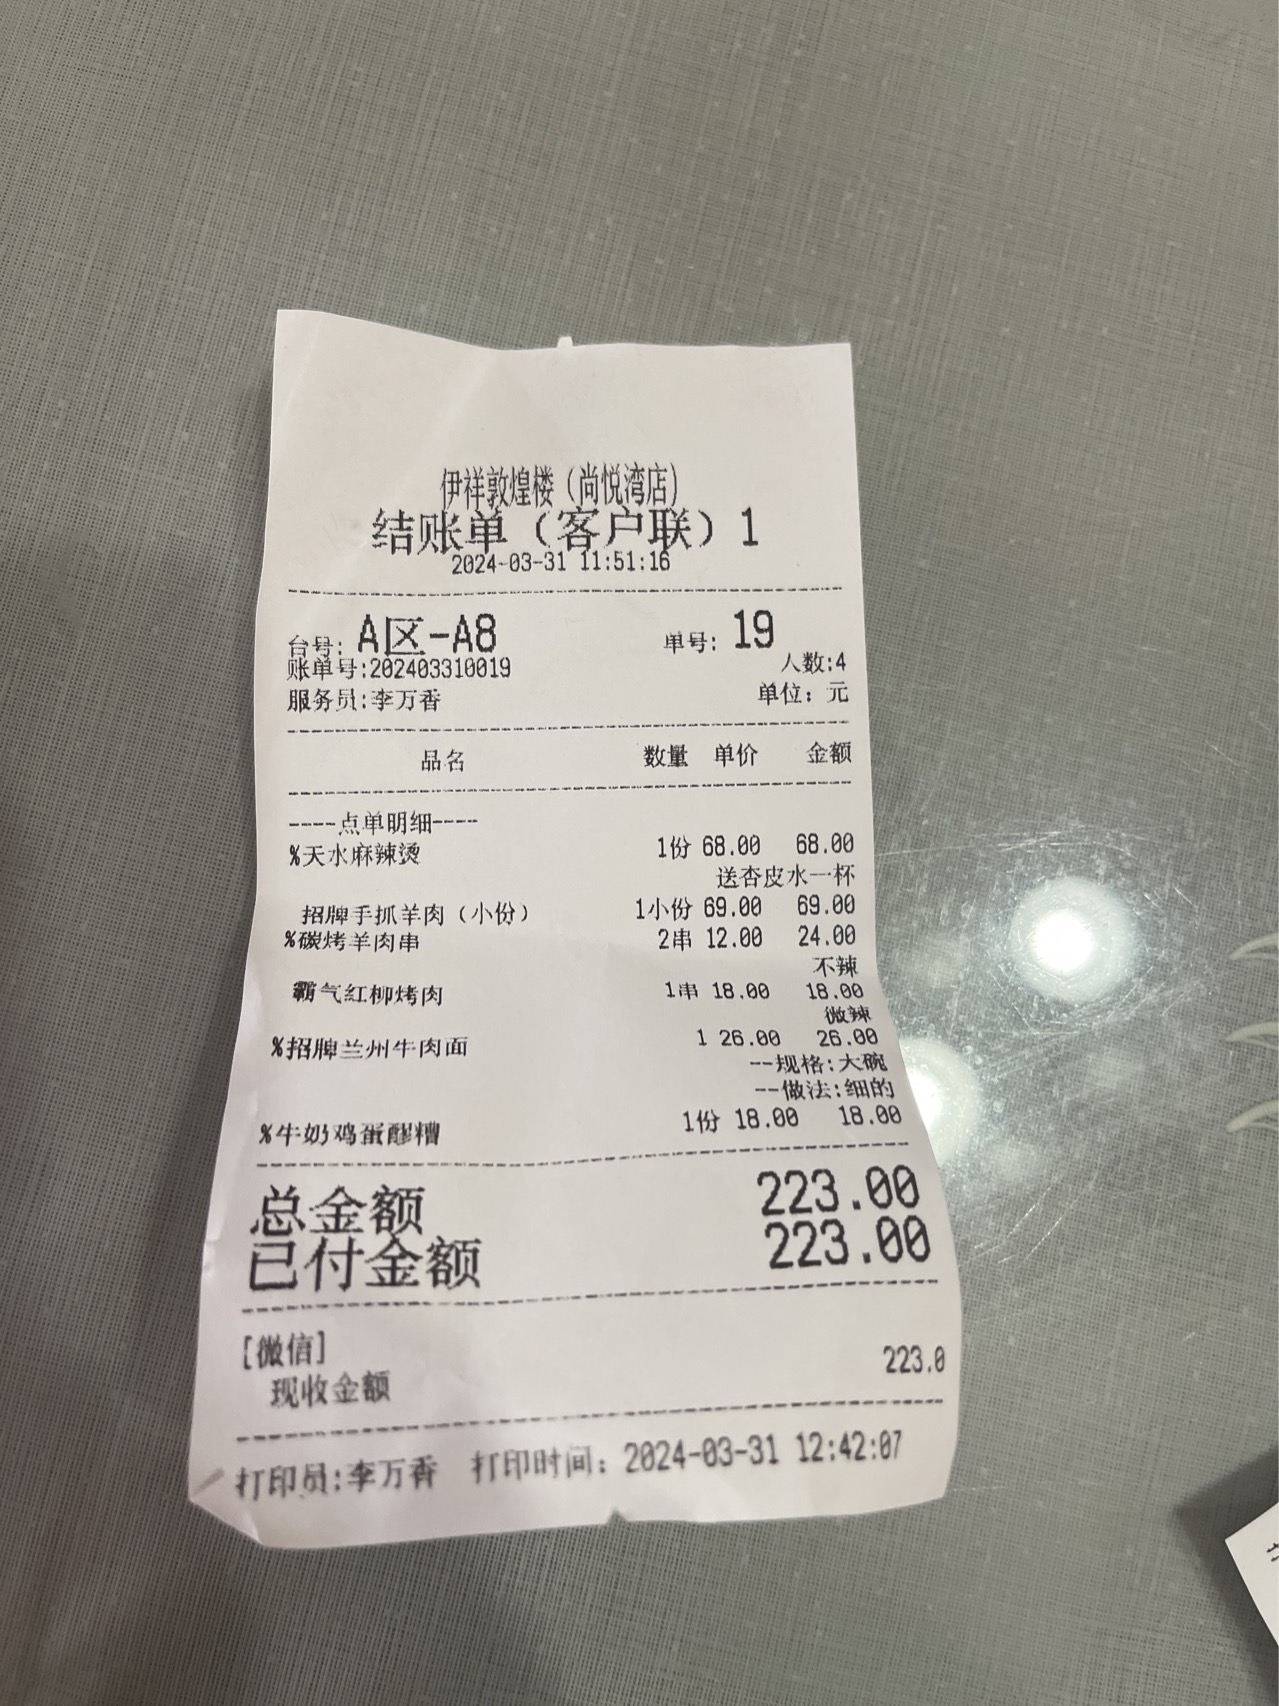 伊祥敦煌楼（尚悦湾店）
结账单（客户联）1
2024-03-31 11:51:16
台号: A区-A8 单号: 19
账单号:202403310019 人数:4
服务员:李万香 单位: 元
品名 数量 单价 金额
----点单明细----
%天水麻辣烫 1份 68.00 68.00
送杏皮水一杯
招牌手抓羊肉（小份） 1小份 69.00 69.00
%碳烤羊肉串 2串 12.00 24.00
不辣
霸气红柳烤肉 1串 18.00 18.00
微辣
%招牌兰州牛肉面 1 26.00 26.00
--规格:大碗
--做法:细的
%牛奶鸡蛋醪糟 1份 18.00 18.00
总金额 223.00
已付金额 223.00
[微信]
现收金额 223.0
打印员:李万香 打印时间: 2024-03-31 12:42:07